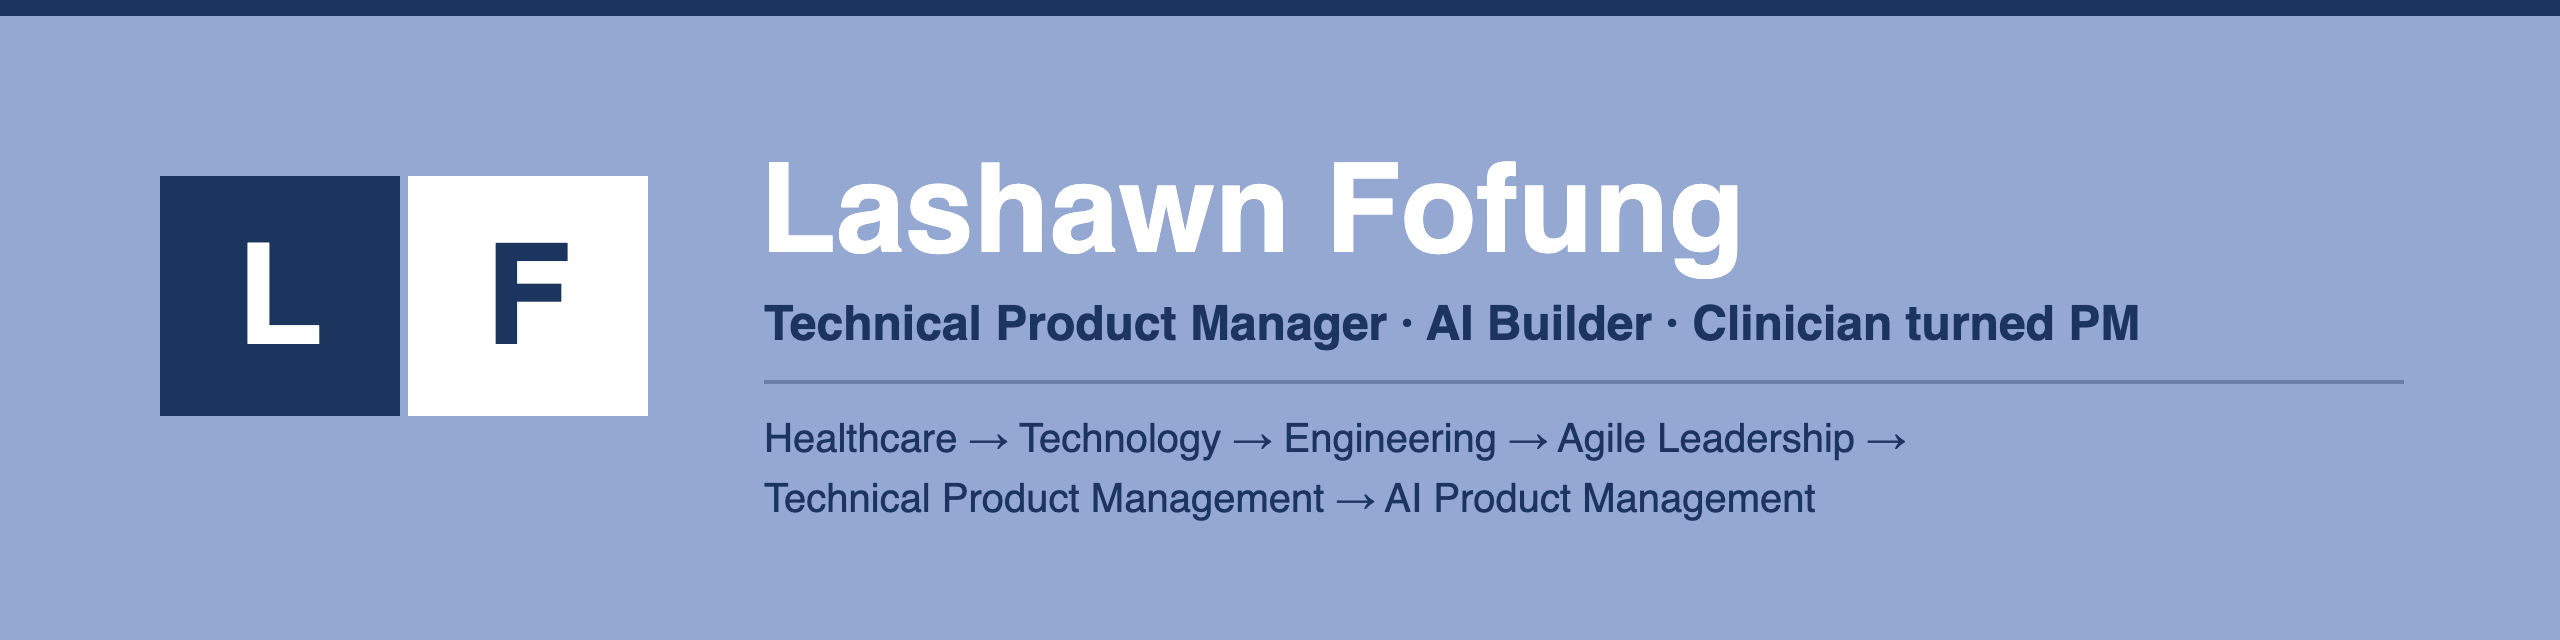 L F
Lashawn Fofung
Technical Product Manager · AI Builder · Clinician turned PM
Healthcare → Technology → Engineering → Agile Leadership →
Technical Product Management → AI Product Management